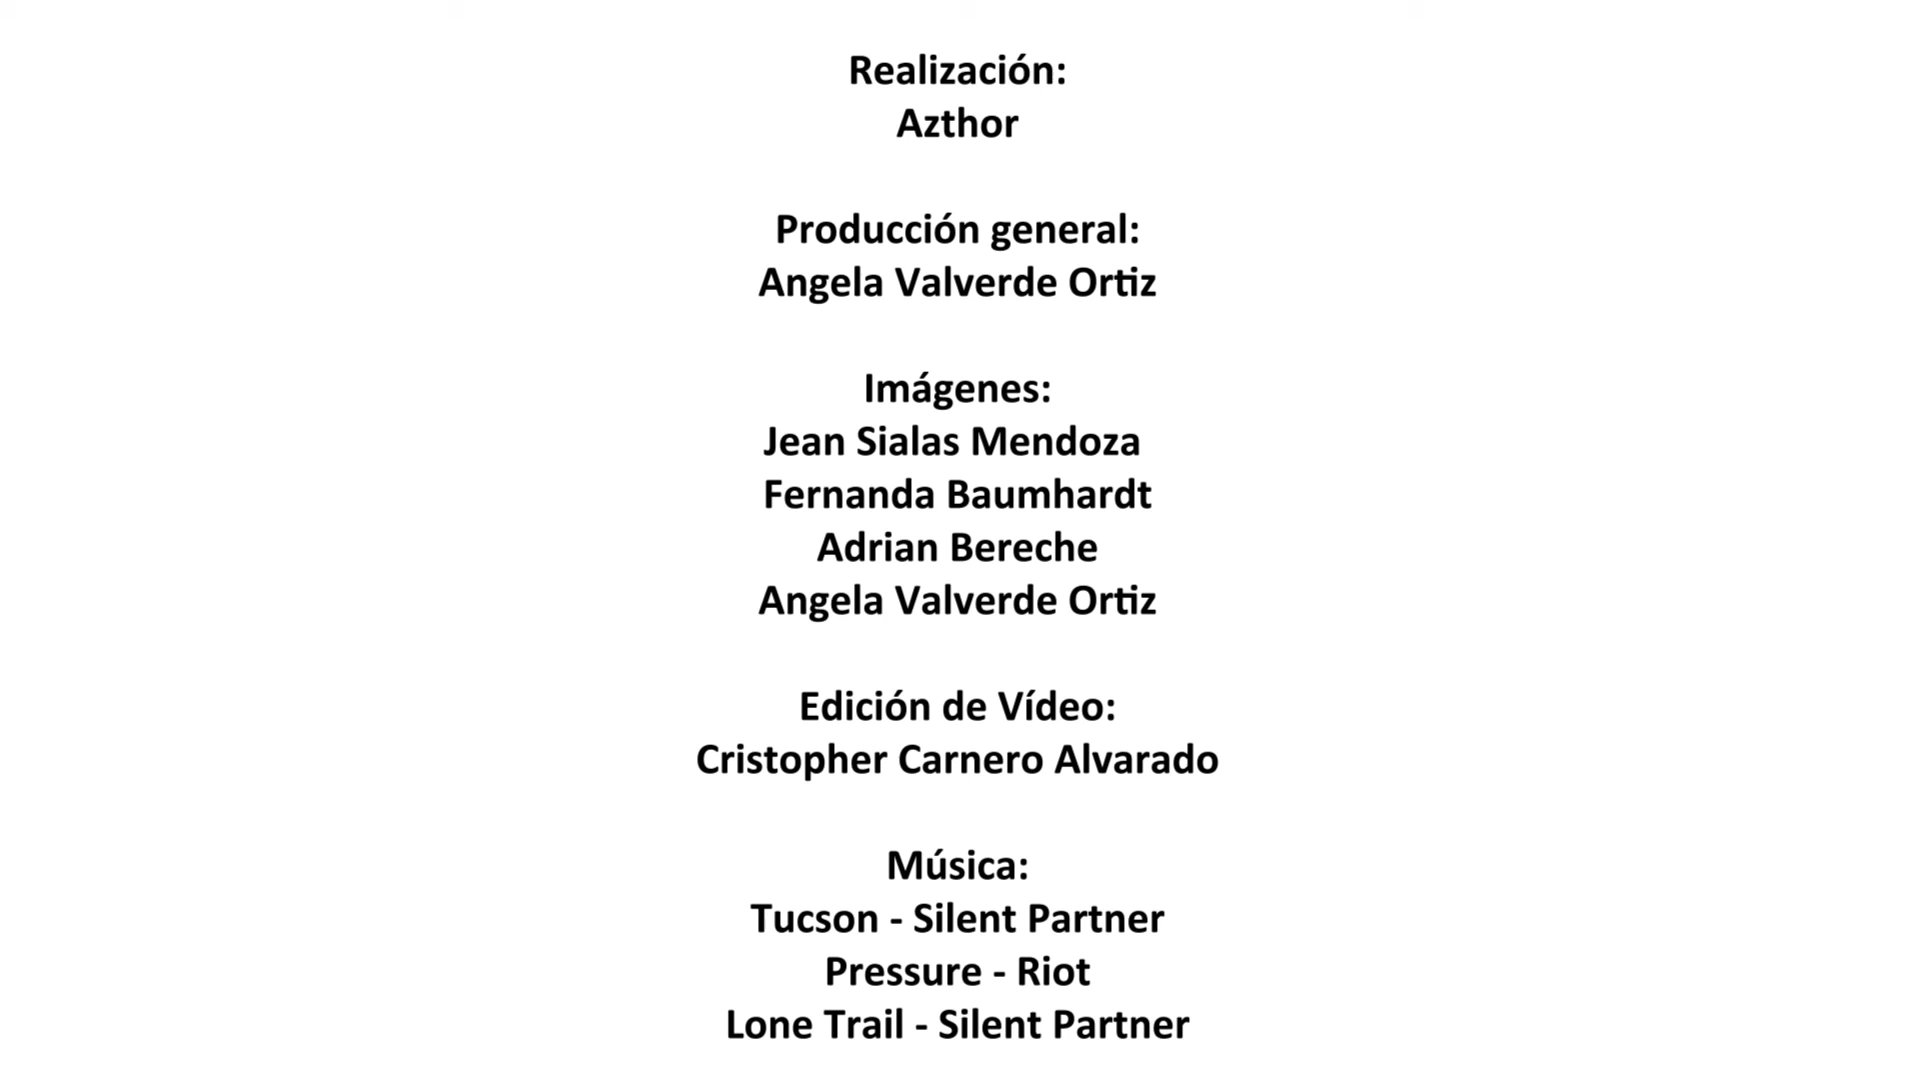 Realización:
Azthor
Producción general:
Angela Valverde Ortiz
Imágenes:
Jean Sialas Mendoza
Fernanda Baumhardt
Adrian Bereche
Angela Valverde Ortiz
Edición de Vídeo:
Cristopher Carnero Alvarado
Música:
Tucson - Silent Partner
Pressure - Riot
Lone Trail - Silent Partner